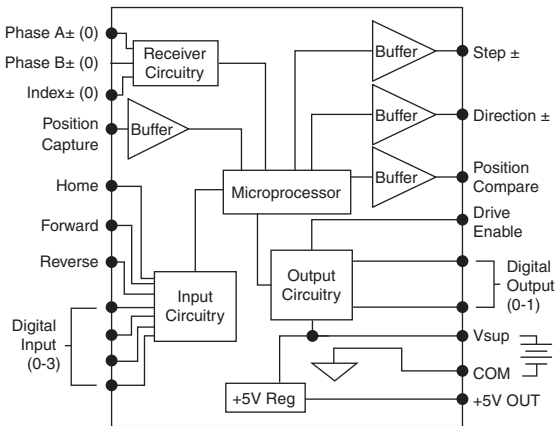 Phase A± (0)
Phase B± (0)
Index± (0)
Position
Capture
Home
Forward
Reverse
Digital
Input
(0-3)
Receiver
Circuitry
Buffer
Microprocessor
Input
Circuitry
Output
Circuitry
+5V Reg
Buffer
Buffer
Buffer
Step ±
Direction ±
Position
Compare
Drive
Enable
Digital
Output
(0-1)
Vsup
COM
+5V OUT